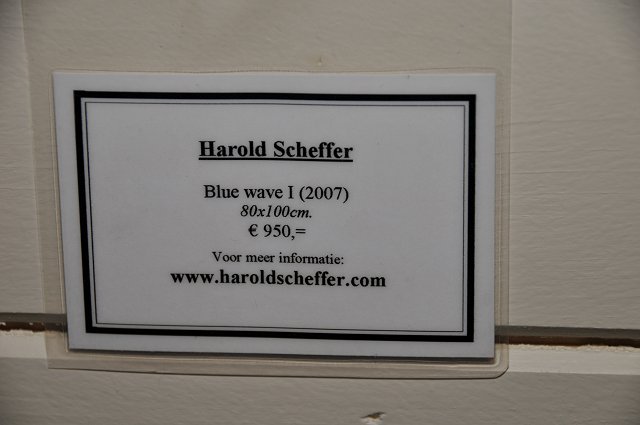 Harold Scheffer
Blue wave I (2007)
80x100cm.
€ 950,=
Voor meer informatie:
www.haroldscheffer.com